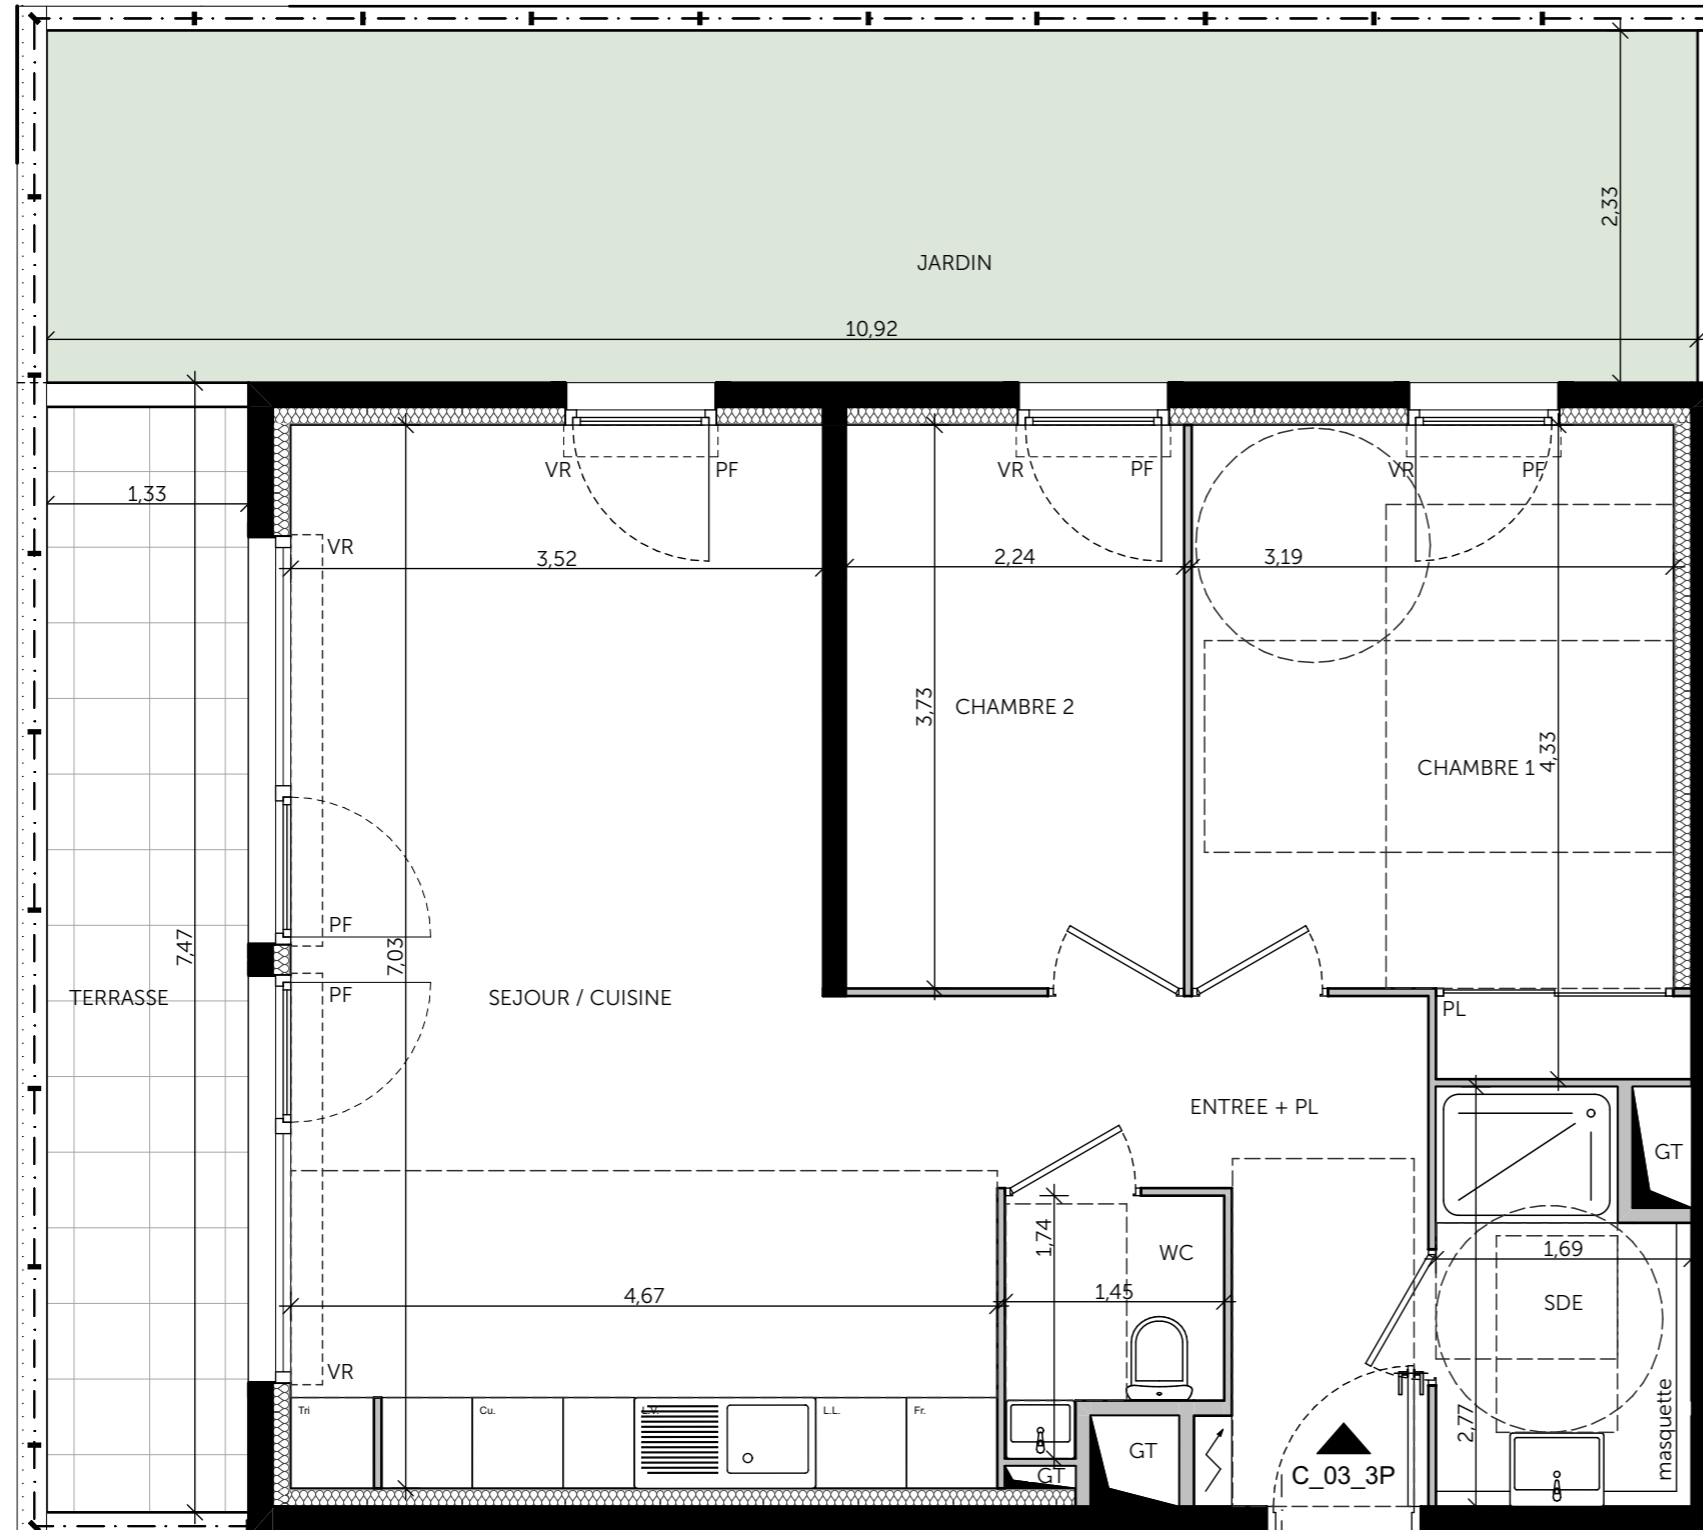 2,33
JARDIN
10,92
VR
PF
VR
PF
VR
PF
1,33
VR
3,52
2,24
3,19
3,73
CHAMBRE 2
4,33
CHAMBRE 1
PF
7,47
7,03
TERRASSE
PF
SEJOUR / CUISINE
PL
ENTREE + PL
GT
1,74
WC
1,69
4,67
1,45
SDE
VR
Tri
Cu.
L.V.
L.L.
Fr.
2,77
masquette
GT
GT
C_03_3P